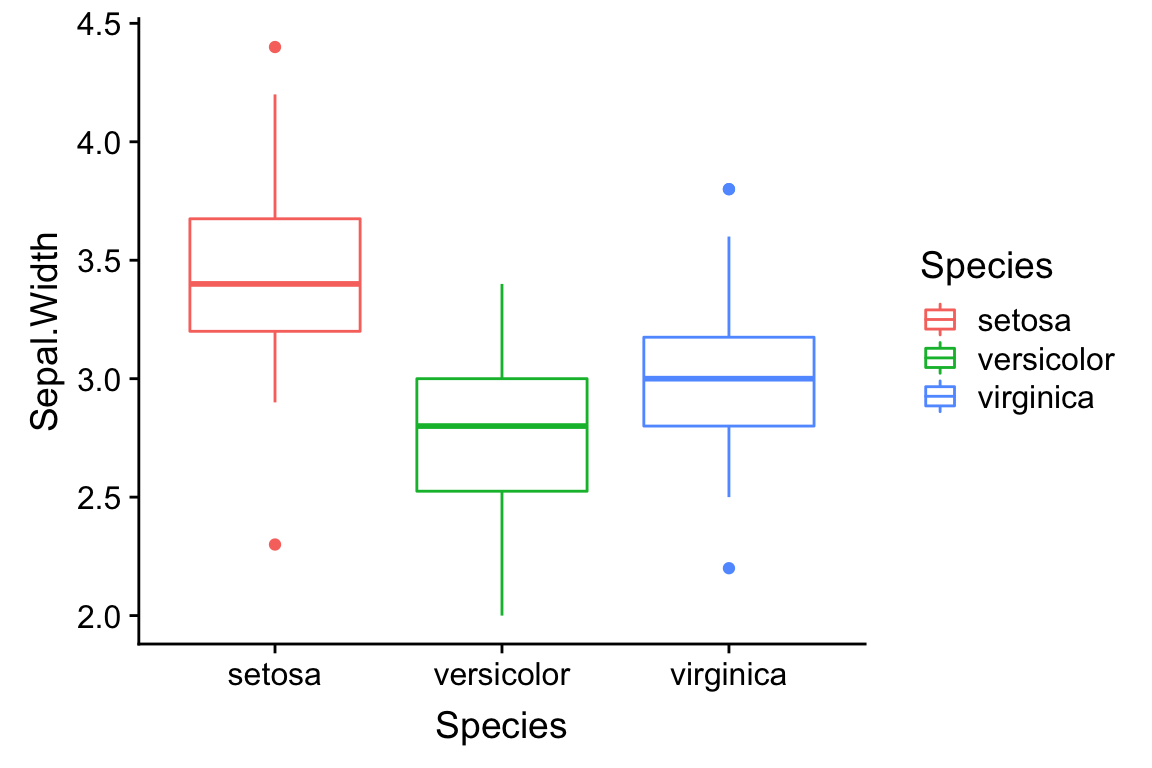 Sepal.Width
4.5
4.0
3.5
3.0
2.5
2.0
setosa versicolor virginica
Species
Species
setosa
versicolor
virginica